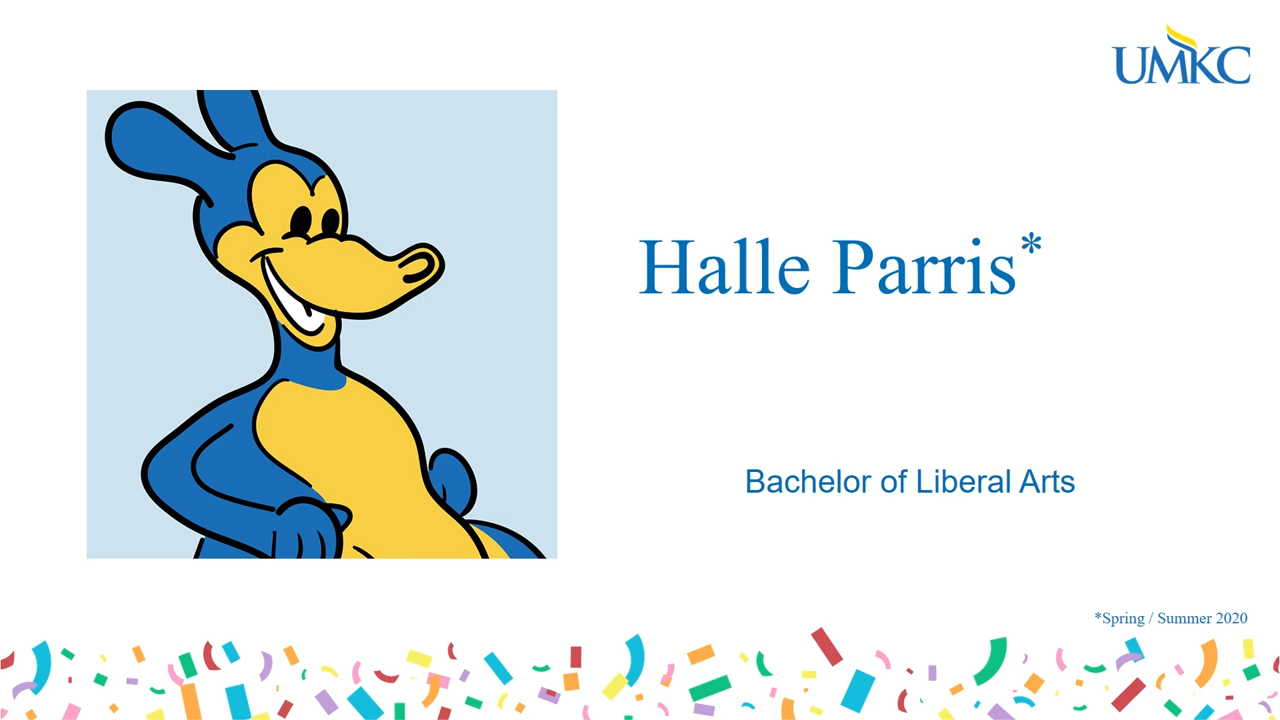 UMKC
Halle Parris*
Bachelor of Liberal Arts
*Spring / Summer 2020